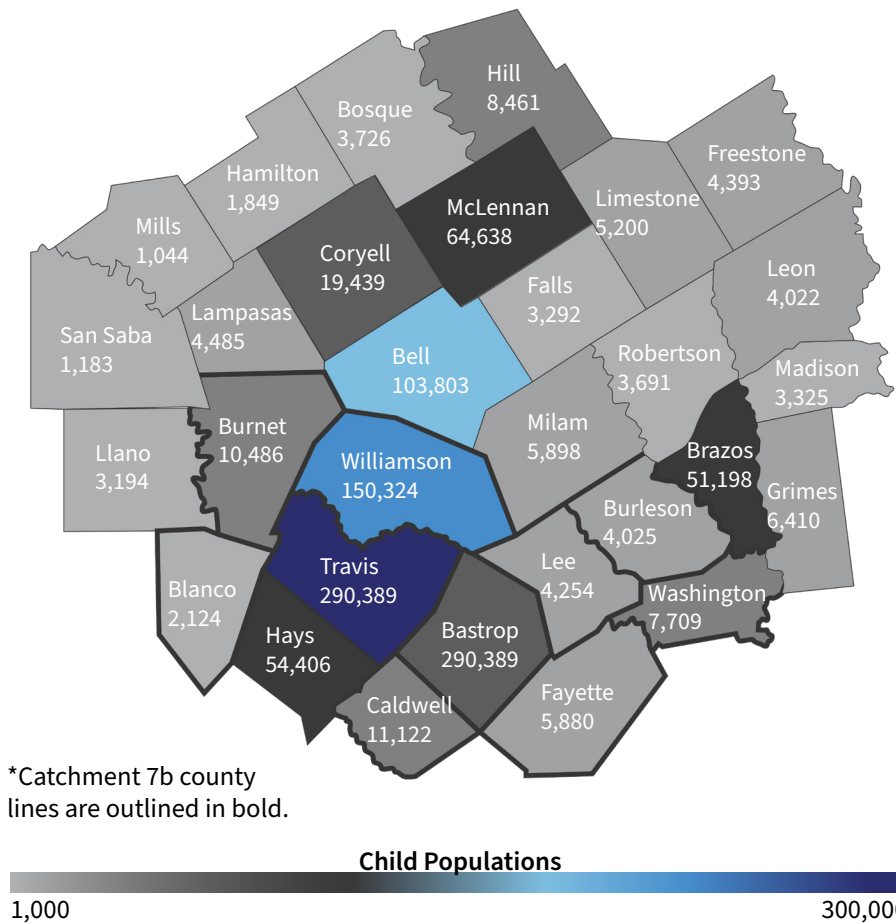 Hill
8,461
Bosque
3,726
Freestone
4,393
Hamilton
1,849
Limestone
5,200
McLennan
64,638
Mills
1,044
Coryell
19,439
Leon
4,022
Falls
3,292
Lampasas
4,485
San Saba
1,183
Bell
103,803
Robertson
3,691
Madison
3,325
Burnet
10,486
Milam
5,898
Llano
3,194
Williamson
150,324
Brazos
51,198
Grimes
6,410
Burleson
4,025
Travis
290,389
Lee
4,254
Blanco
2,124
Washington
7,709
Hays
54,406
Bastrop
290,389
Fayette
5,880
Caldwell
11,122
*Catchment 7b county
lines are outlined in bold.
Child Populations
1,000
300,00